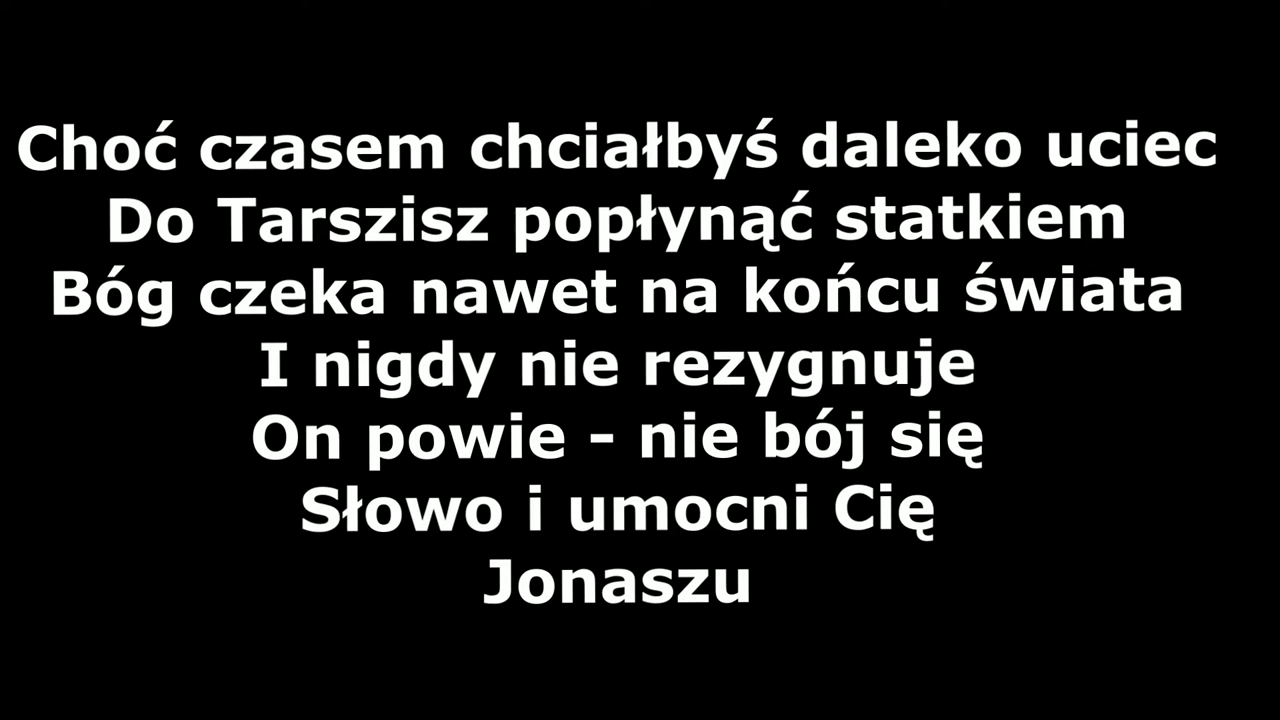 Choć czasem chciałbyś daleko uciec
Do Tarszisz popłynąć statkiem
Bóg czeka nawet na końcu świata
I nigdy nie rezygnuje
On powie - nie bój się
Słowo i umocni Cię
Jonaszu